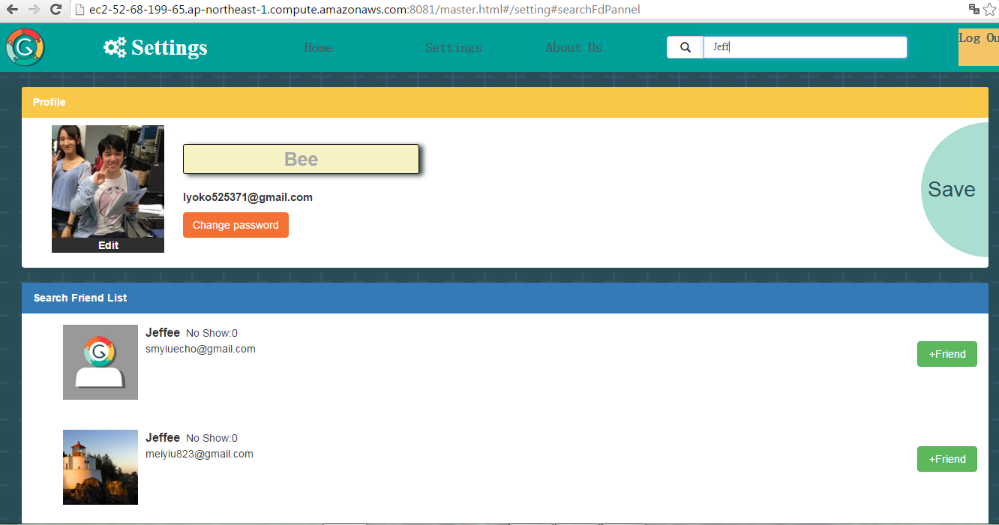 ec2-52-68-199-65.ap-northeast-1.compute.amazonaws.com:8081/master.html#/setting#searchFdPannel
G Settings Home Settings About Us Jeff Log Ou
Profile
Bee
lyoko525371@gmail.com
Change password
Save
Edit
Search Friend List
Jeffee No Show:0
smyiuecho@gmail.com
+Friend
G
Jeffee No Show:0
meiyiu823@gmail.com
+Friend